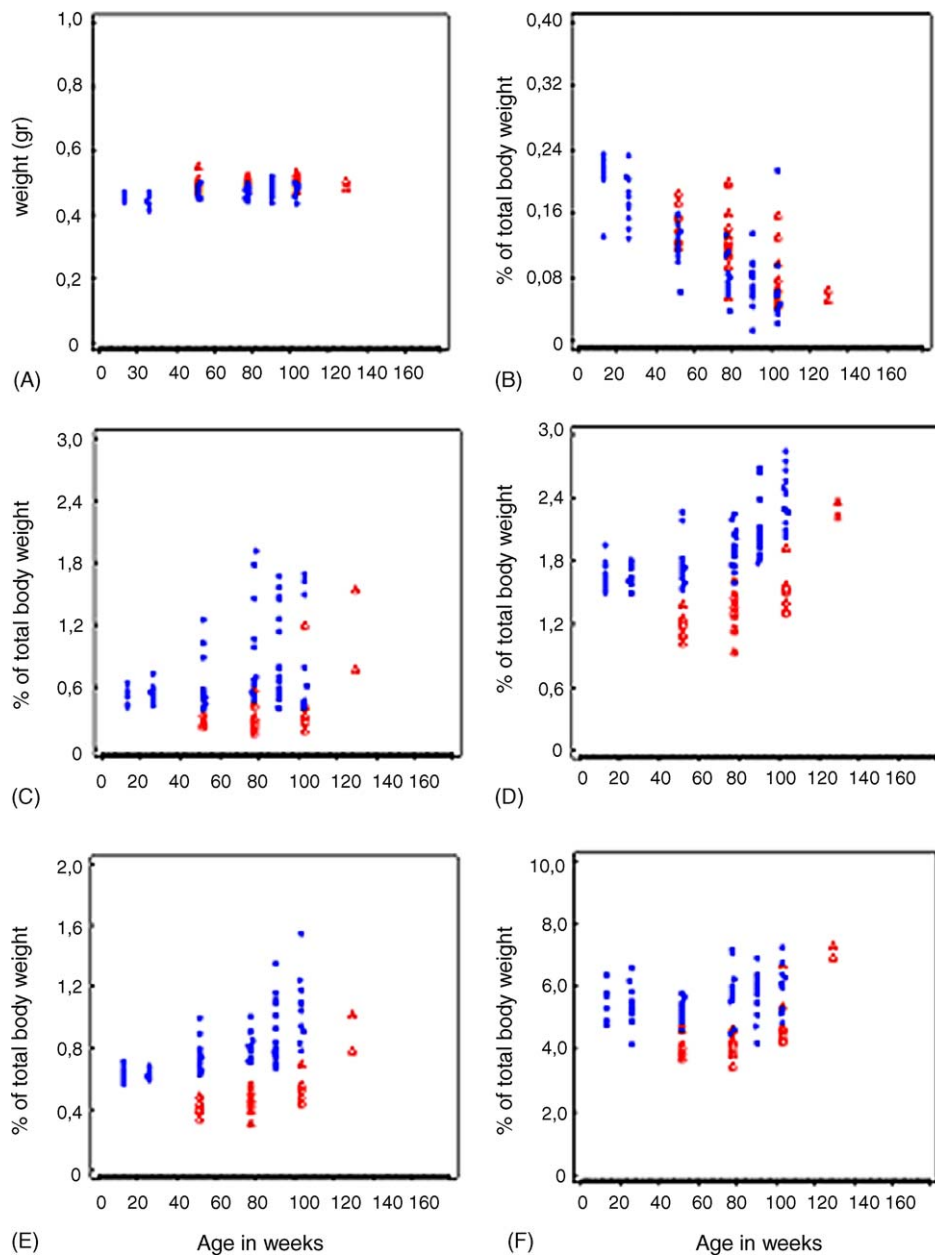 1,0
0,8
0,6
0,4
0,2
0
weight (gr)
0 20 40 60 80 100 120 140 160
(A)
0,40
0,32
0,24
0,16
0,08
0
% of total body weight
0 20 40 60 80 100 120 140 160
(B)
3,0
2,4
1,8
1,2
0,6
0
% of total body weight
0 20 40 60 80 100 120 140 160
(C)
3,0
2,4
1,8
1,2
0,6
0
% of total body weight
0 20 40 60 80 100 120 140 160
(D)
2,0
1,6
1,2
0,8
0,4
0
% of total body weight
0 20 40 60 80 100 120 140 160
(E)
Age in weeks
10,0
8,0
6,0
4,0
2,0
0
% of total body weight
0 20 40 60 80 100 120 140 160
(F)
Age in weeks